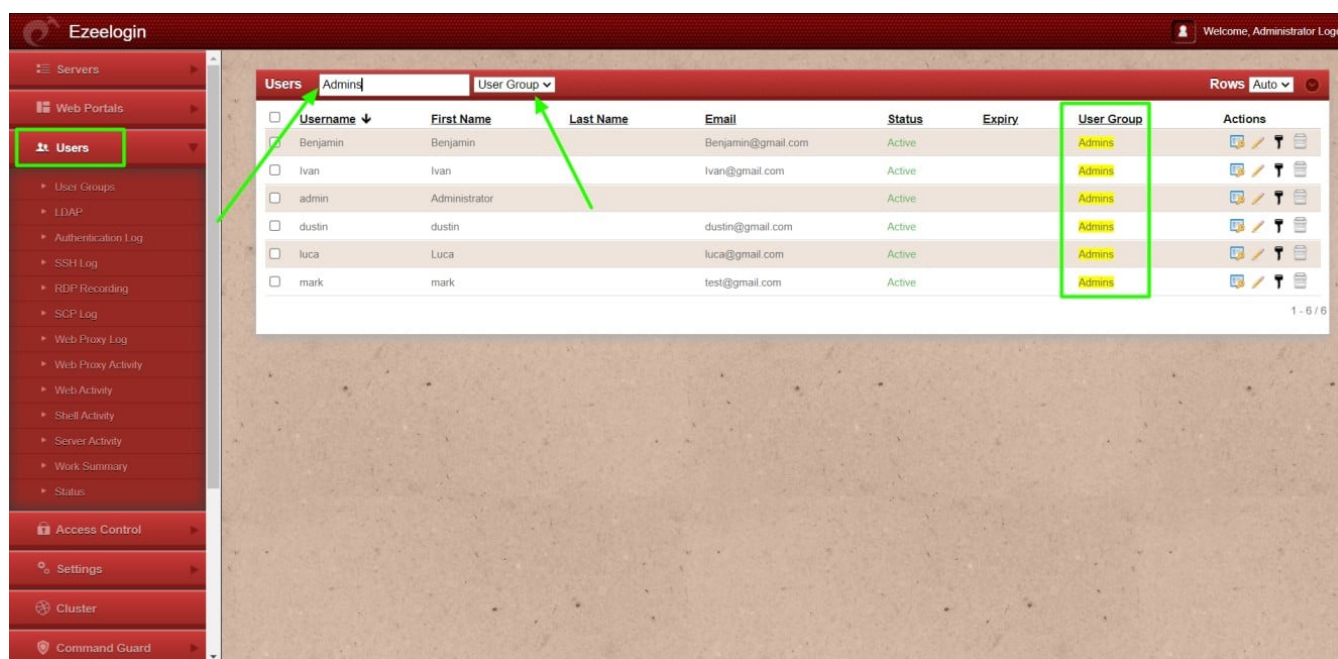 Ezeelogin
Welcome, Administrator
Servers
Web Portals
Users
User Groups
LDAP
Authentication Log
SSH Log
RDP Recording
SCP Log
Web Proxy Log
Web Proxy Activity
Web Activity
Shell Activity
Server Activity
Work Summary
Status
Access Control
Settings
Cluster
Command Guard
Users Admins User Group Rows Auto
Username First Name Last Name Email Status Expiry User Group Actions
Benjamin Benjamin Benjamin@gmail.com Active Admins
Ivan Ivan Ivan@gmail.com Active Admins
admin Administrator Active Admins
dustin dustin dustin@gmail.com Active Admins
luca Luca luca@gmail.com Active Admins
mark mark test@gmail.com Active Admins
1 - 6 / 6